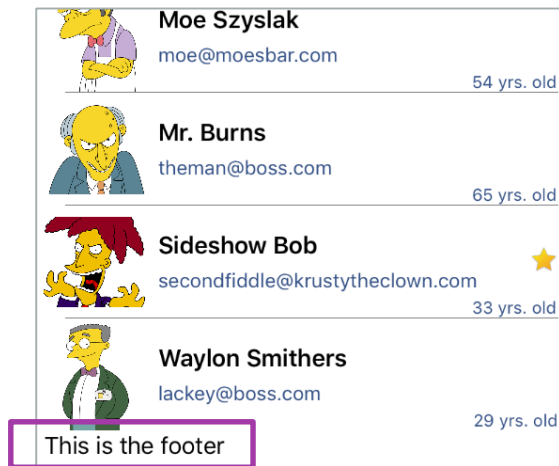 Moe Szyslak
moe@moesbar.com
54 yrs. old
Mr. Burns
theman@boss.com
65 yrs. old
Sideshow Bob
secondfiddle@krustytheclown.com
33 yrs. old
Waylon Smithers
lackey@boss.com
29 yrs. old
This is the footer